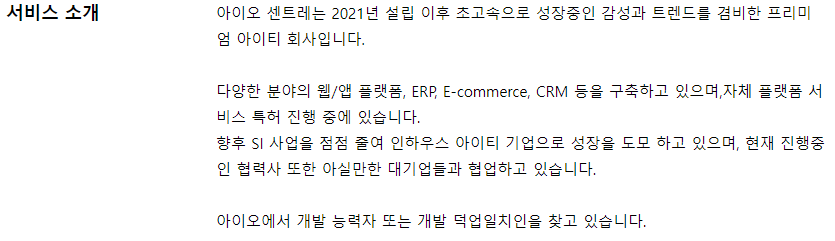 서비스 소개
아이오 센트레는 2021년 설립 이후 초고속으로 성장중인 감성과 트렌드를 겸비한 프리미
엄 아이티 회사입니다.
다양한 분야의 웹/앱 플랫폼, ERP, E-commerce, CRM 등을 구축하고 있으며,자체 플랫폼 서
비스 특허 진행 중에 있습니다.
향후 SI 사업을 점점 줄여 인하우스 아이티 기업으로 성장을 도모 하고 있으며, 현재 진행중
인 협력사 또한 아실만한 대기업들과 협업하고 있습니다.
아이오에서 개발 능력자 또는 개발 덕업일치인을 찾고 있습니다.